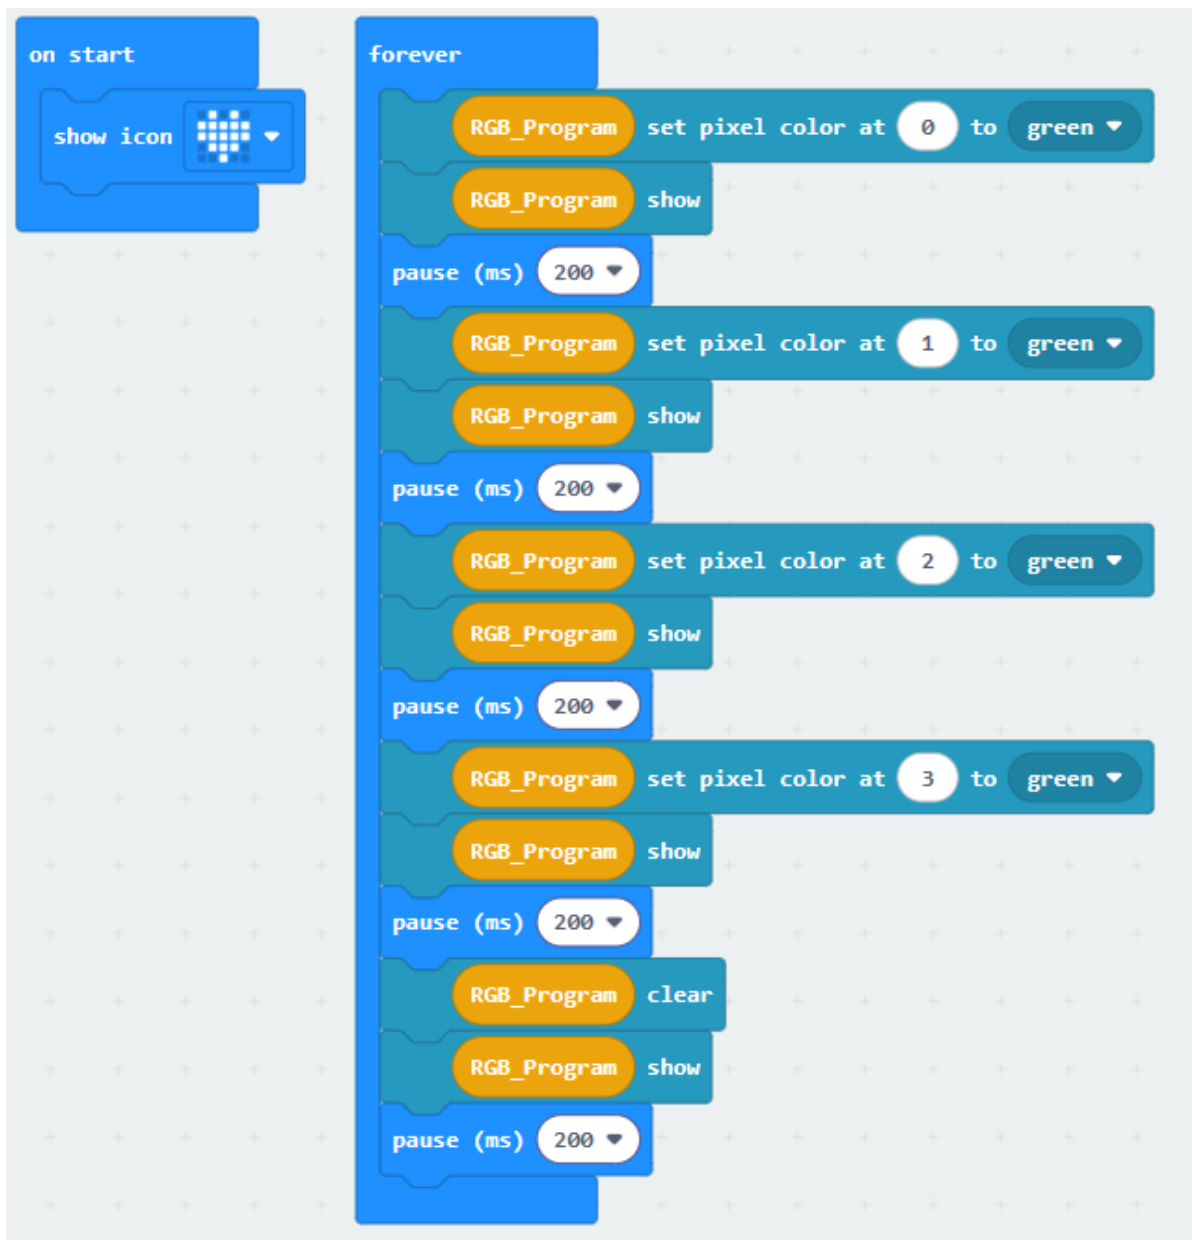 on start
show icon
forever
RGB_Program set pixel color at 0 to green
RGB_Program show
pause (ms) 200
RGB_Program set pixel color at 1 to green
RGB_Program show
pause (ms) 200
RGB_Program set pixel color at 2 to green
RGB_Program show
pause (ms) 200
RGB_Program set pixel color at 3 to green
RGB_Program show
pause (ms) 200
RGB_Program clear
RGB_Program show
pause (ms) 200